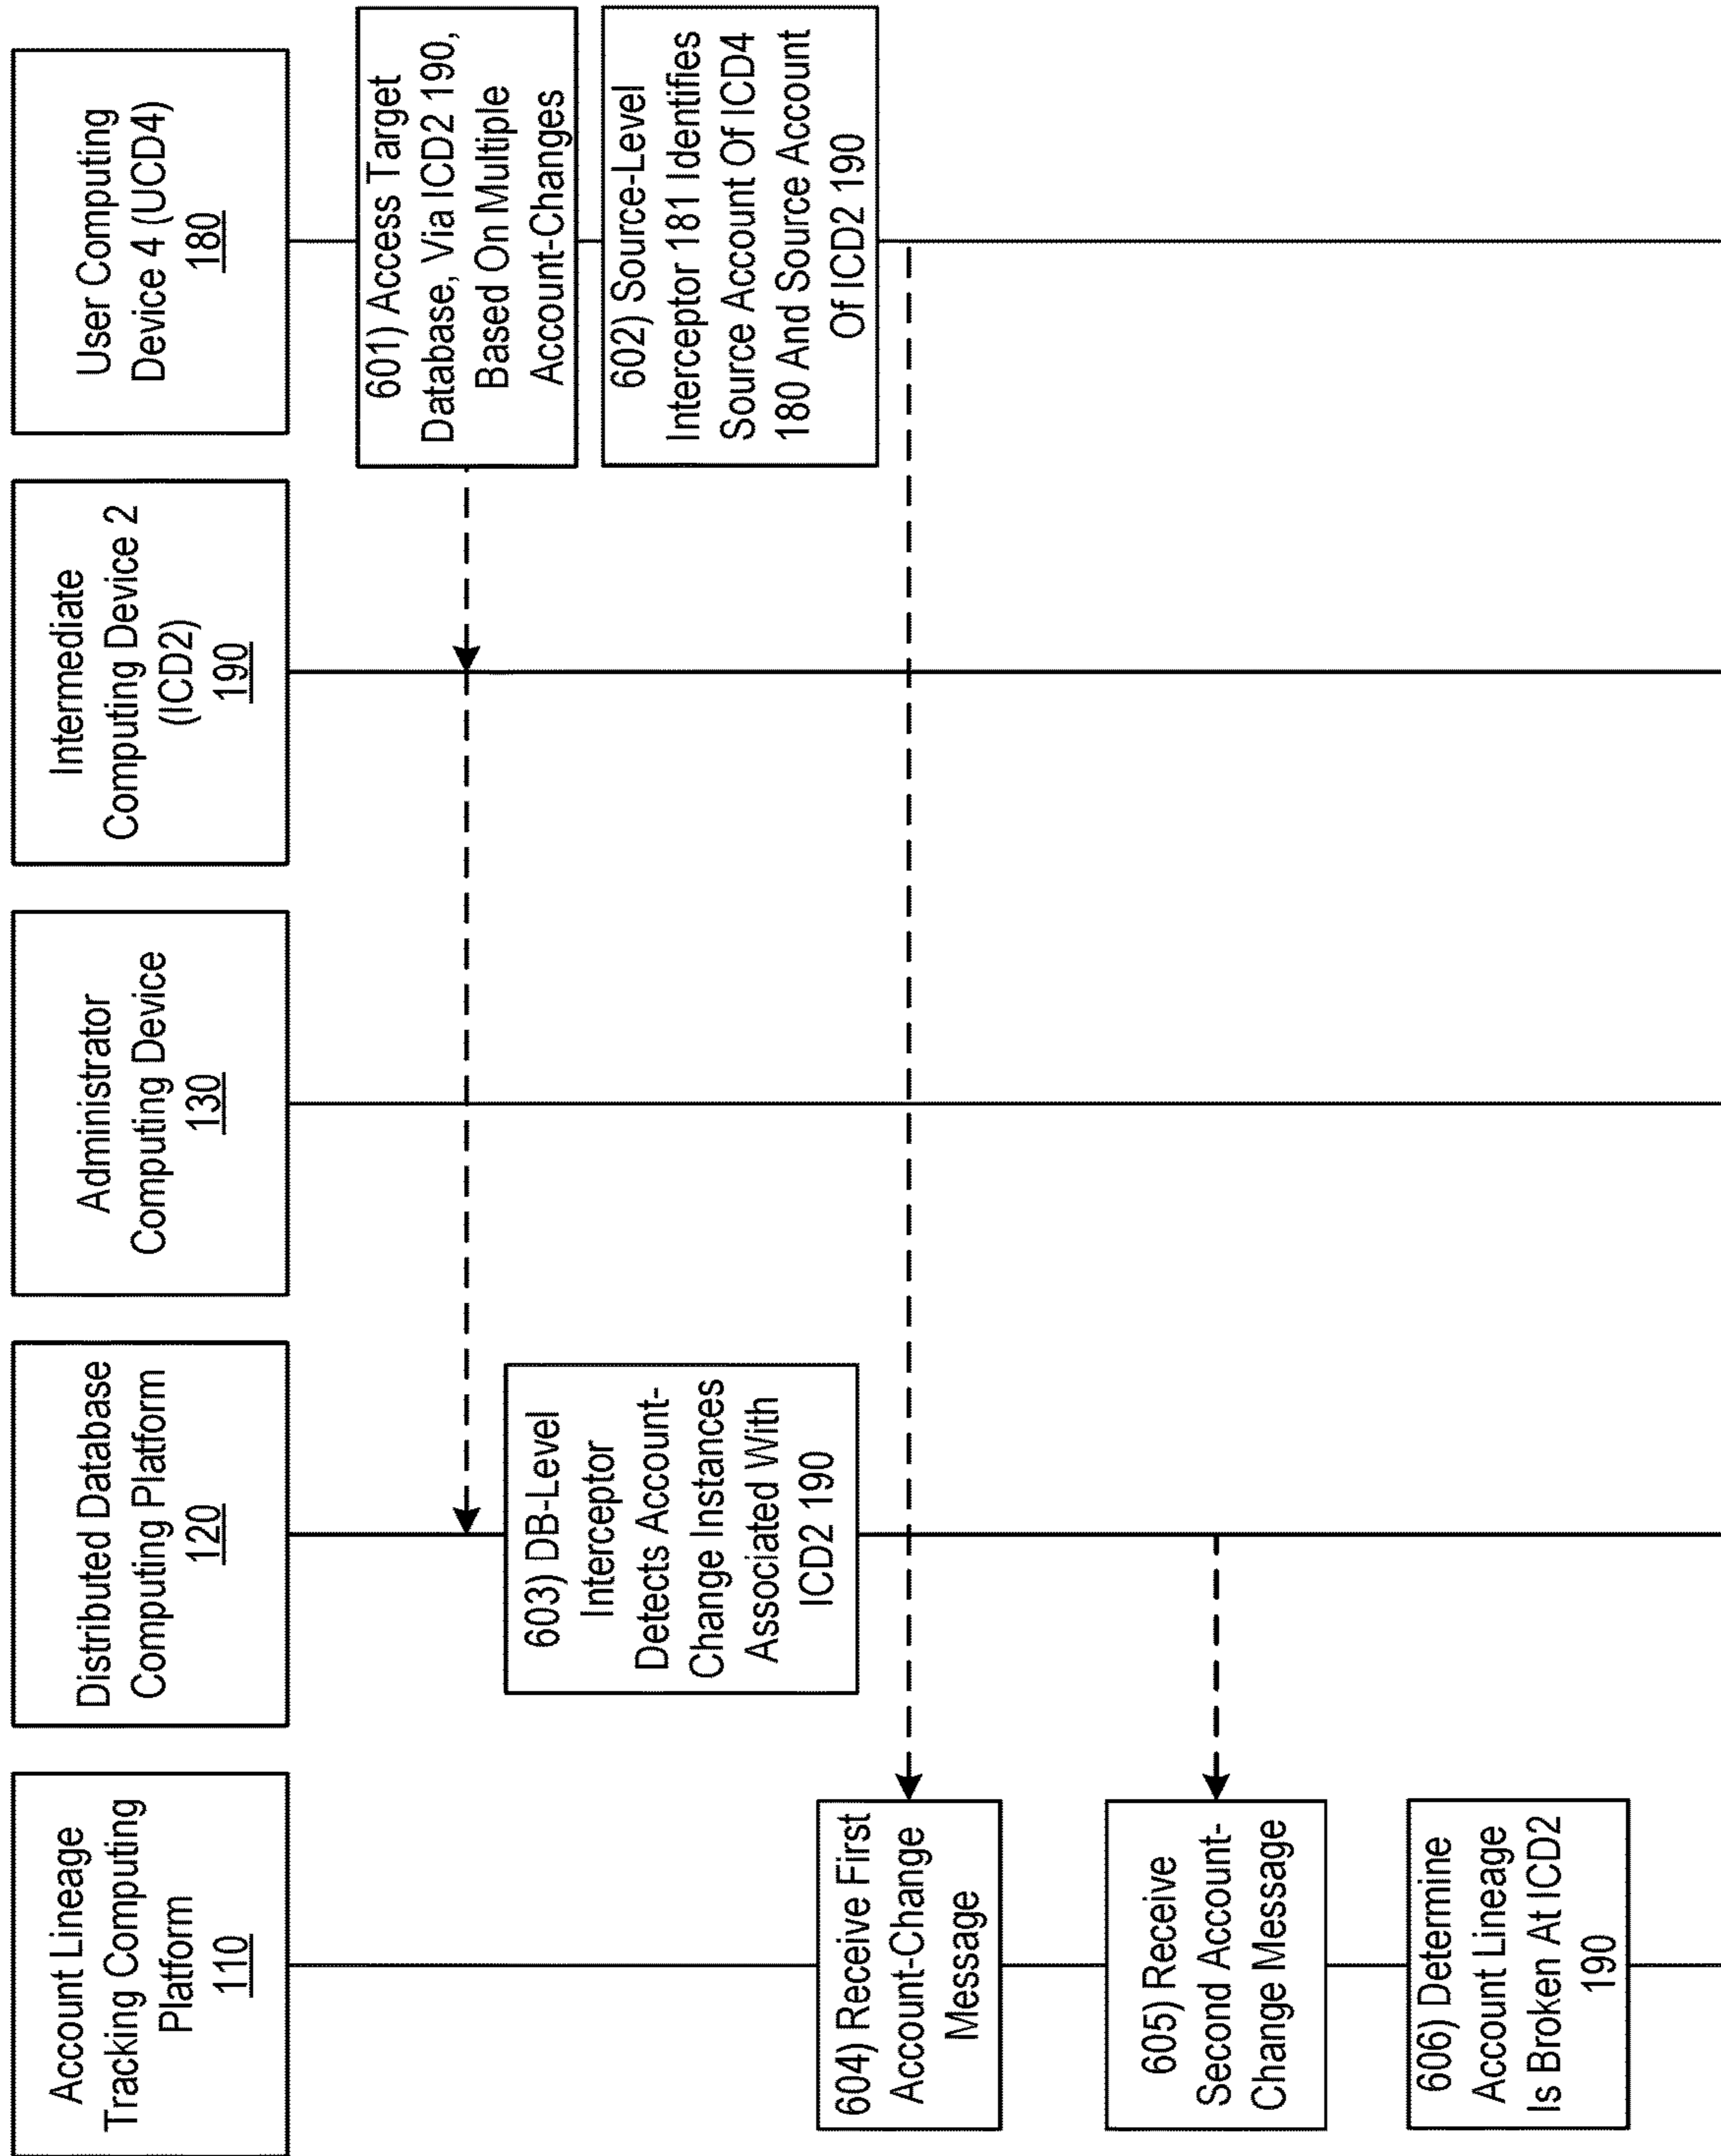 Account Lineage
Tracking Computing
Platform
110
Distributed Database
Computing Platform
120
Administrator
Computing Device
130
Intermediate
Computing Device 2
(ICD2)
190
User Computing
Device 4 (UCD4)
180
601) Access Target
Database, Via ICD2 190,
Based On Multiple
Account-Changes
602) Source-Level
Interceptor 181 Identifies
Source Account Of ICD4
180 And Source Account
Of ICD2 190
603) DB-Level
Interceptor
Detects Account-
Change Instances
Associated With
ICD2 190
604) Receive First
Account-Change
Message
605) Receive
Second Account-
Change Message
606) Determine
Account Lineage
Is Broken At ICD2
190